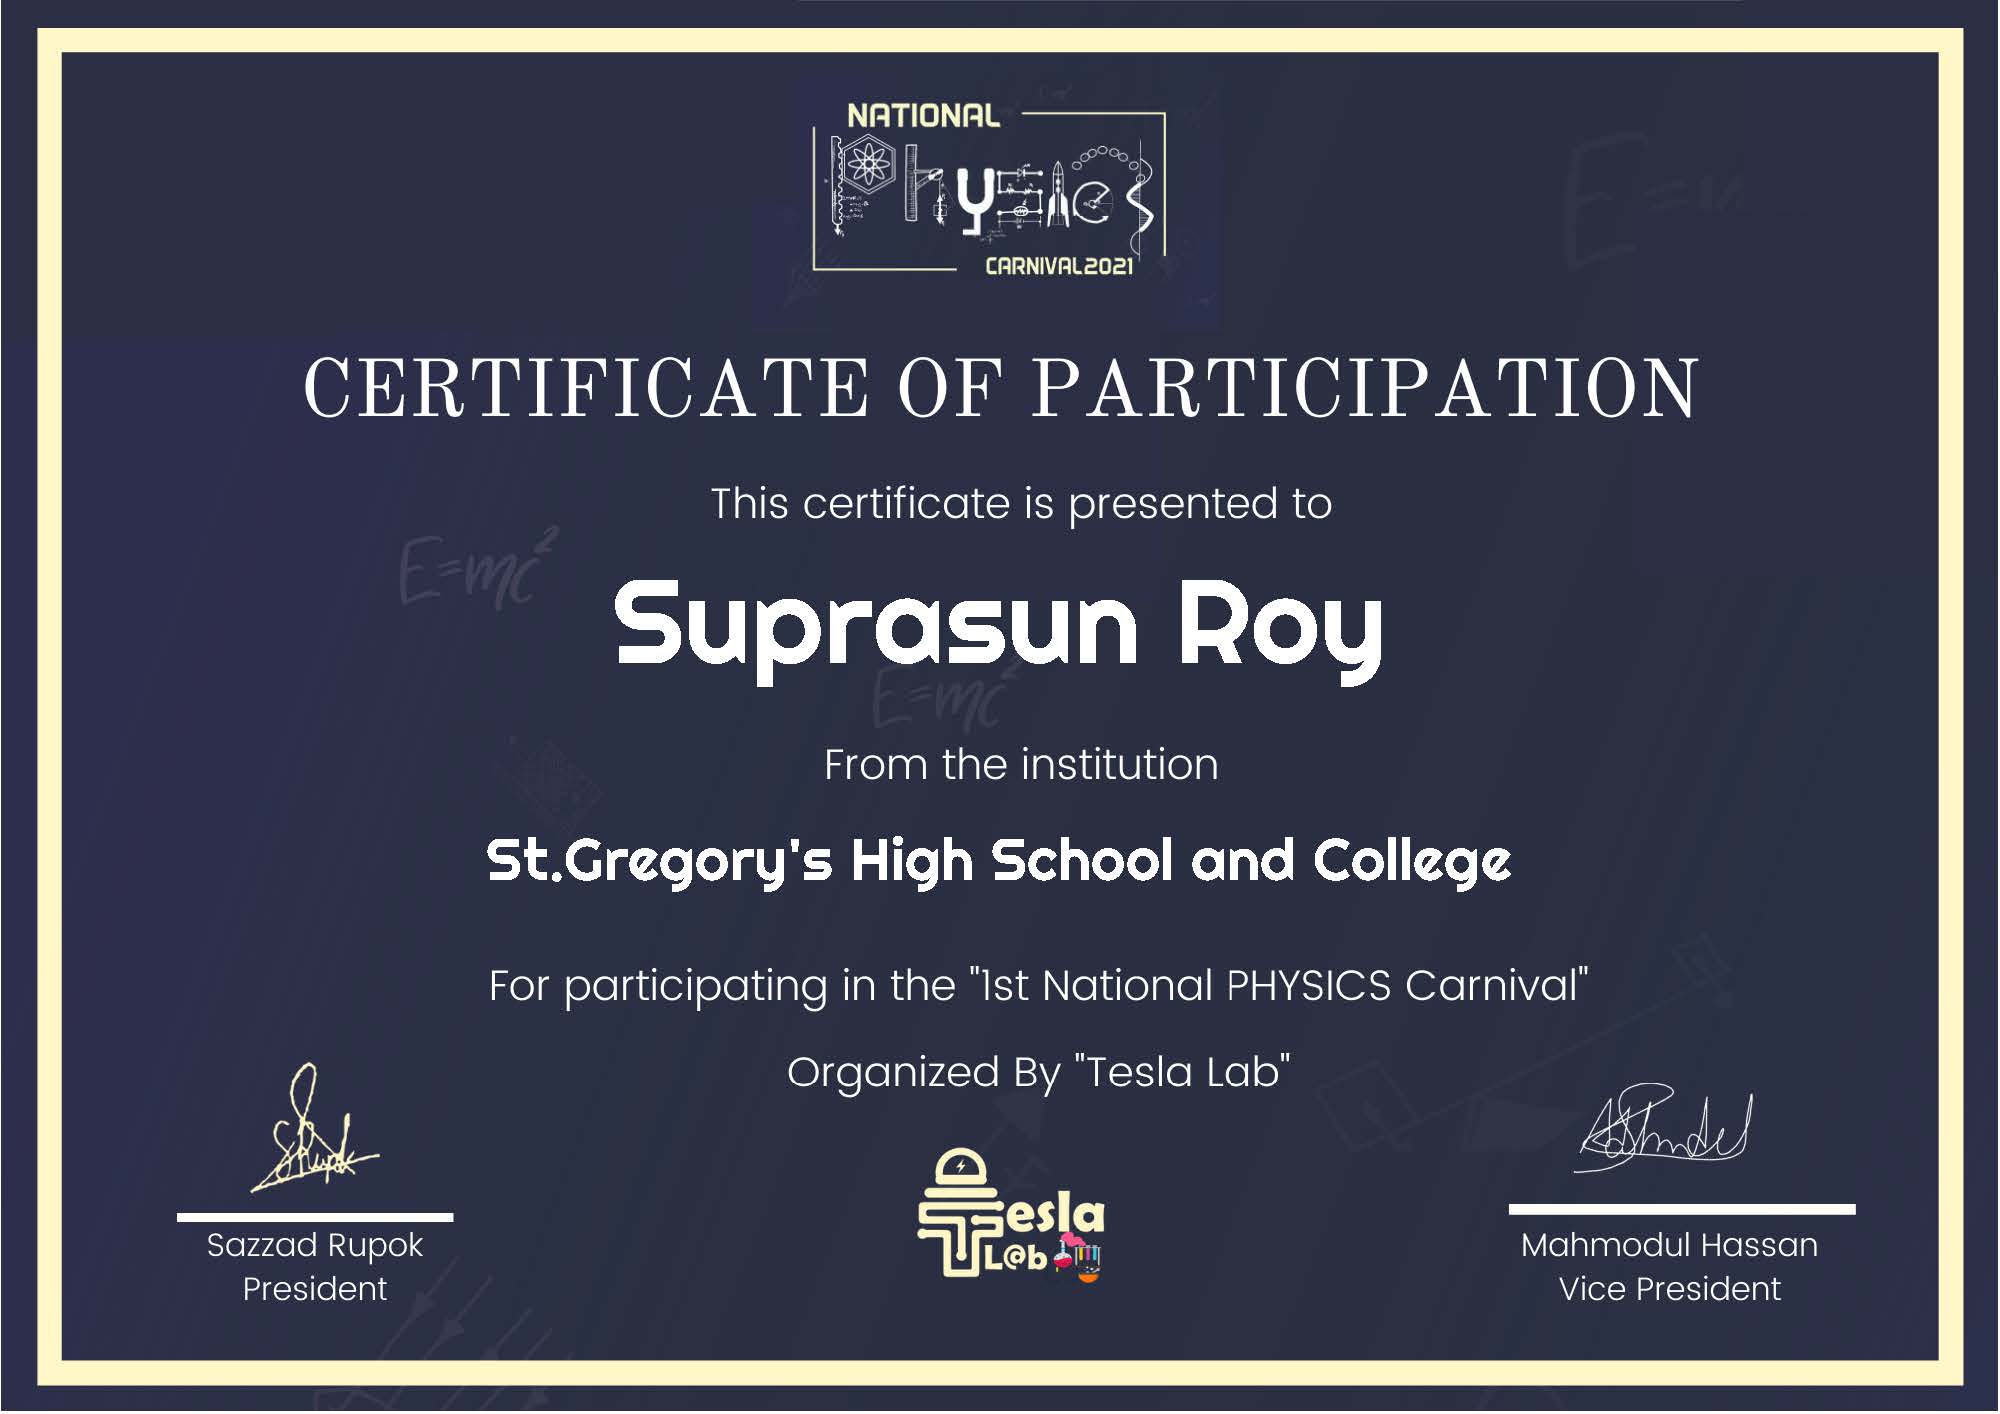 NATIONAL
Physics
CARNIVAL2021
CERTIFICATE OF PARTICIPATION
This certificate is presented to
E=mc²
Suprasun Roy
E=mc²
From the institution
St.Gregory's High School and College
For participating in the "1st National PHYSICS Carnival"
Organized By "Tesla Lab"
Tesla
L@b
Sazzad Rupok
President
Mahmodul Hassan
Vice President